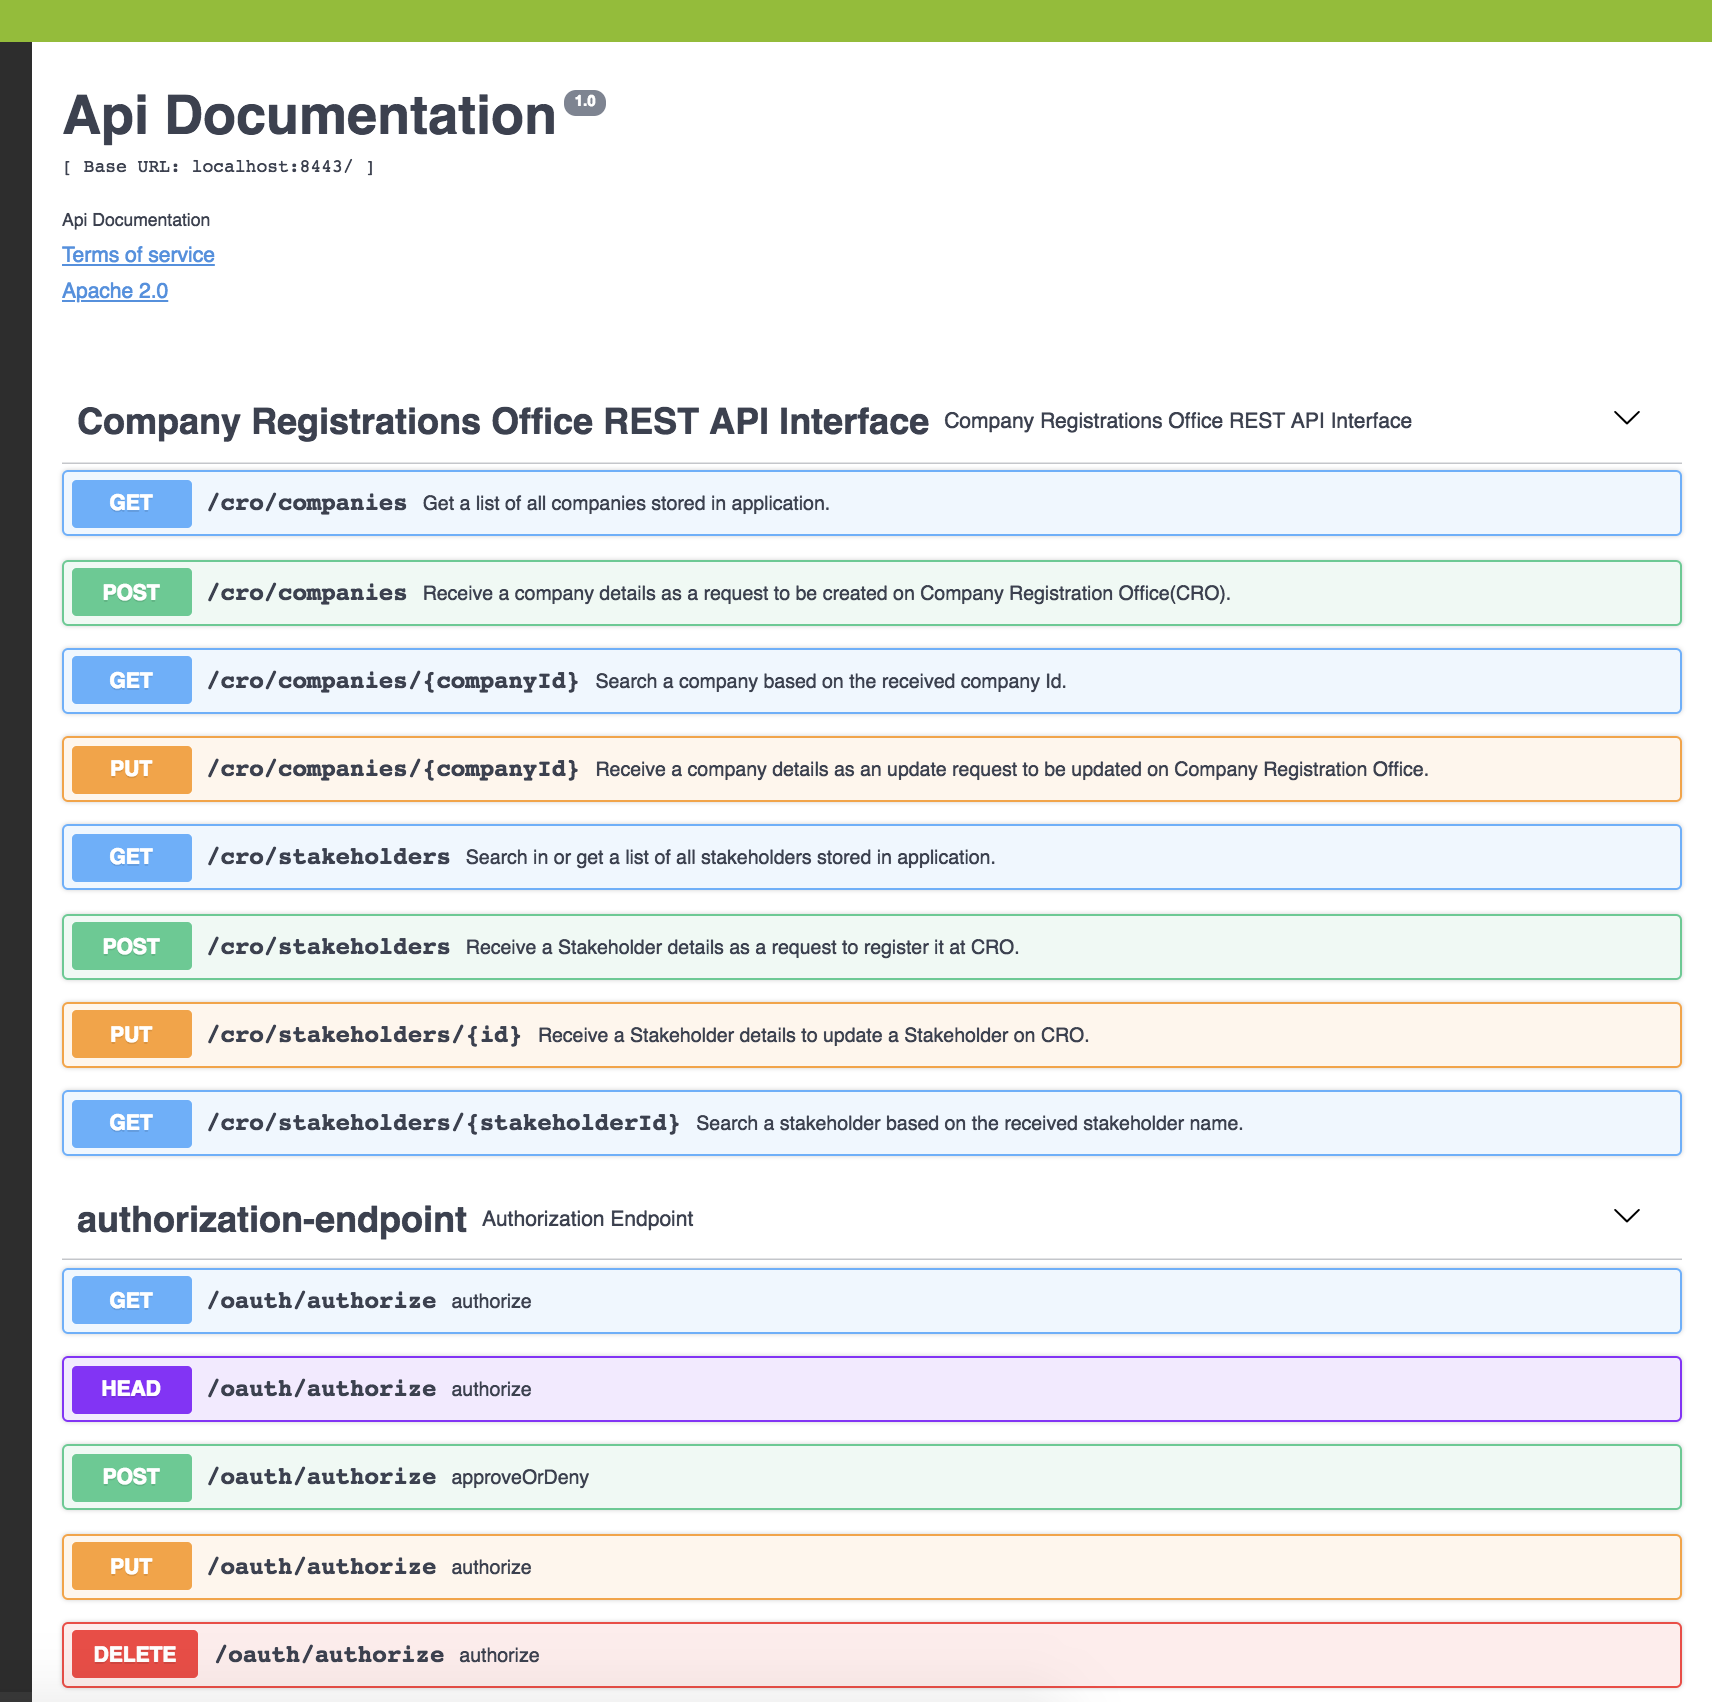 Api Documentation 1.0
[ Base URL: localhost:8443/ ]
Api Documentation
Terms of service
Apache 2.0
Company Registrations Office REST API Interface Company Registrations Office REST API Interface
GET /cro/companies Get a list of all companies stored in application.
POST /cro/companies Receive a company details as a request to be created on Company Registration Office(CRO).
GET /cro/companies/{companyId} Search a company based on the received company Id.
PUT /cro/companies/{companyId} Receive a company details as an update request to be updated on Company Registration Office.
GET /cro/stakeholders Search in or get a list of all stakeholders stored in application.
POST /cro/stakeholders Receive a Stakeholder details as a request to register it at CRO.
PUT /cro/stakeholders/{id} Receive a Stakeholder details to update a Stakeholder on CRO.
GET /cro/stakeholders/{stakeholderId} Search a stakeholder based on the received stakeholder name.
authorization-endpoint Authorization Endpoint
GET /oauth/authorize authorize
HEAD /oauth/authorize authorize
POST /oauth/authorize approveOrDeny
PUT /oauth/authorize authorize
DELETE /oauth/authorize authorize